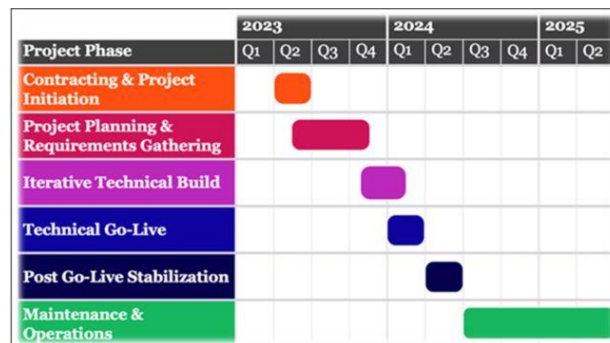 2023 2024 2025
Project Phase Q1 Q2 Q3 Q4 Q1 Q2 Q3 Q4 Q1 Q2
Contracting & Project
Initiation
Project Planning &
Requirements Gathering
Iterative Technical Build
Technical Go-Live
Post Go-Live Stabilization
Maintenance &
Operations